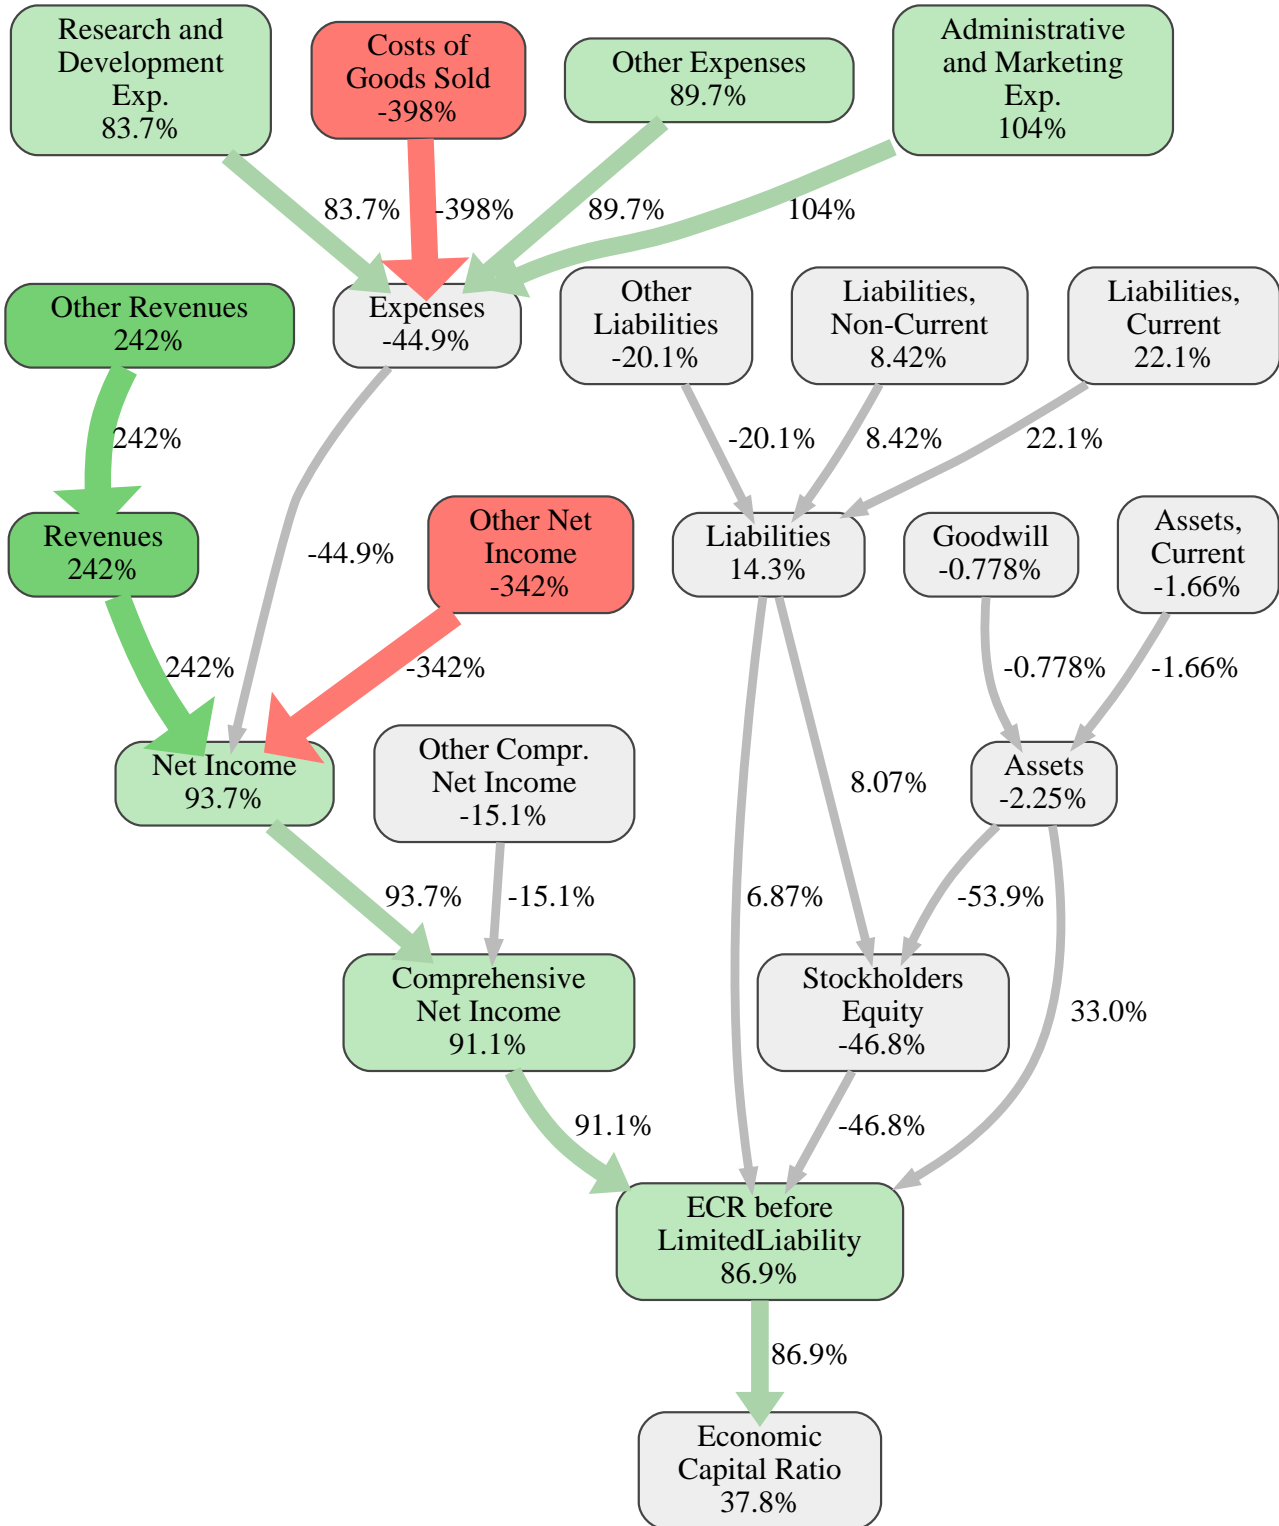 Research and
Development
Exp.
83.7%
Costs of
Goods Sold
-398%
Other Expenses
89.7%
Administrative
and Marketing
Exp.
104%
83.7%
-398%
89.7%
104%
Other Revenues
242%
Expenses
-44.9%
Other
Liabilities
-20.1%
Liabilities,
Non-Current
8.42%
Liabilities,
Current
22.1%
242%
-20.1%
8.42%
22.1%
Revenues
242%
-44.9%
Other Net
Income
-342%
Liabilities
14.3%
Goodwill
-0.778%
Assets,
Current
-1.66%
242%
-342%
-0.778%
-1.66%
Net Income
93.7%
Other Compr.
Net Income
-15.1%
8.07%
Assets
-2.25%
93.7%
-15.1%
6.87%
-53.9%
Comprehensive
Net Income
91.1%
Stockholders
Equity
-46.8%
33.0%
91.1%
-46.8%
ECR before
LimitedLiability
86.9%
86.9%
Economic
Capital Ratio
37.8%